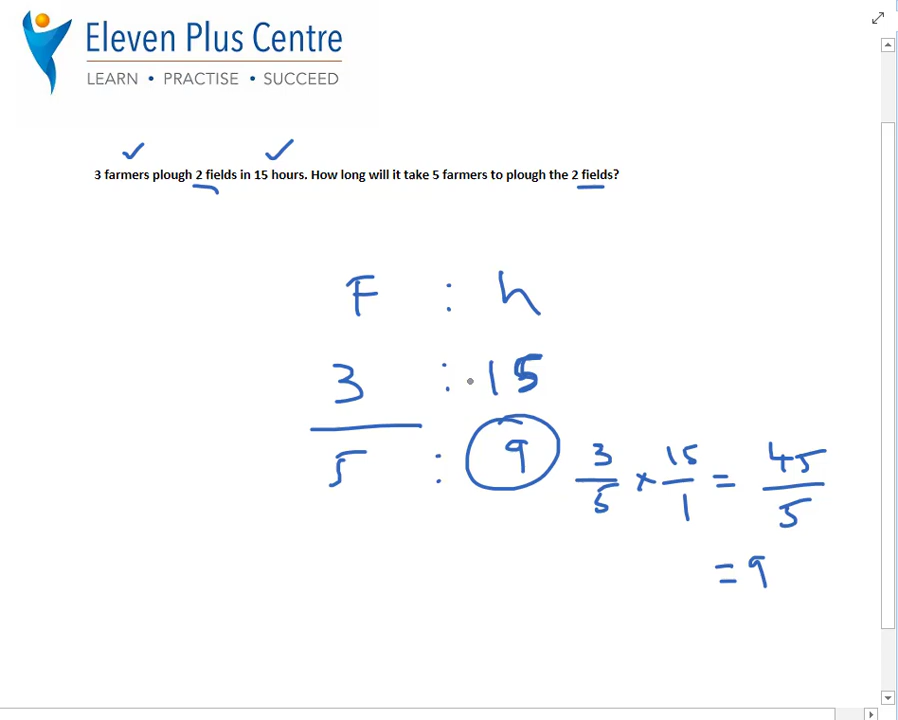 Eleven Plus Centre
LEARN • PRACTISE • SUCCEED
3 farmers plough 2 fields in 15 hours. How long will it take 5 farmers to plough the 2 fields?
F : h
3 : 15
5 : 9
3/5 × 15/1 = 45/5
= 9